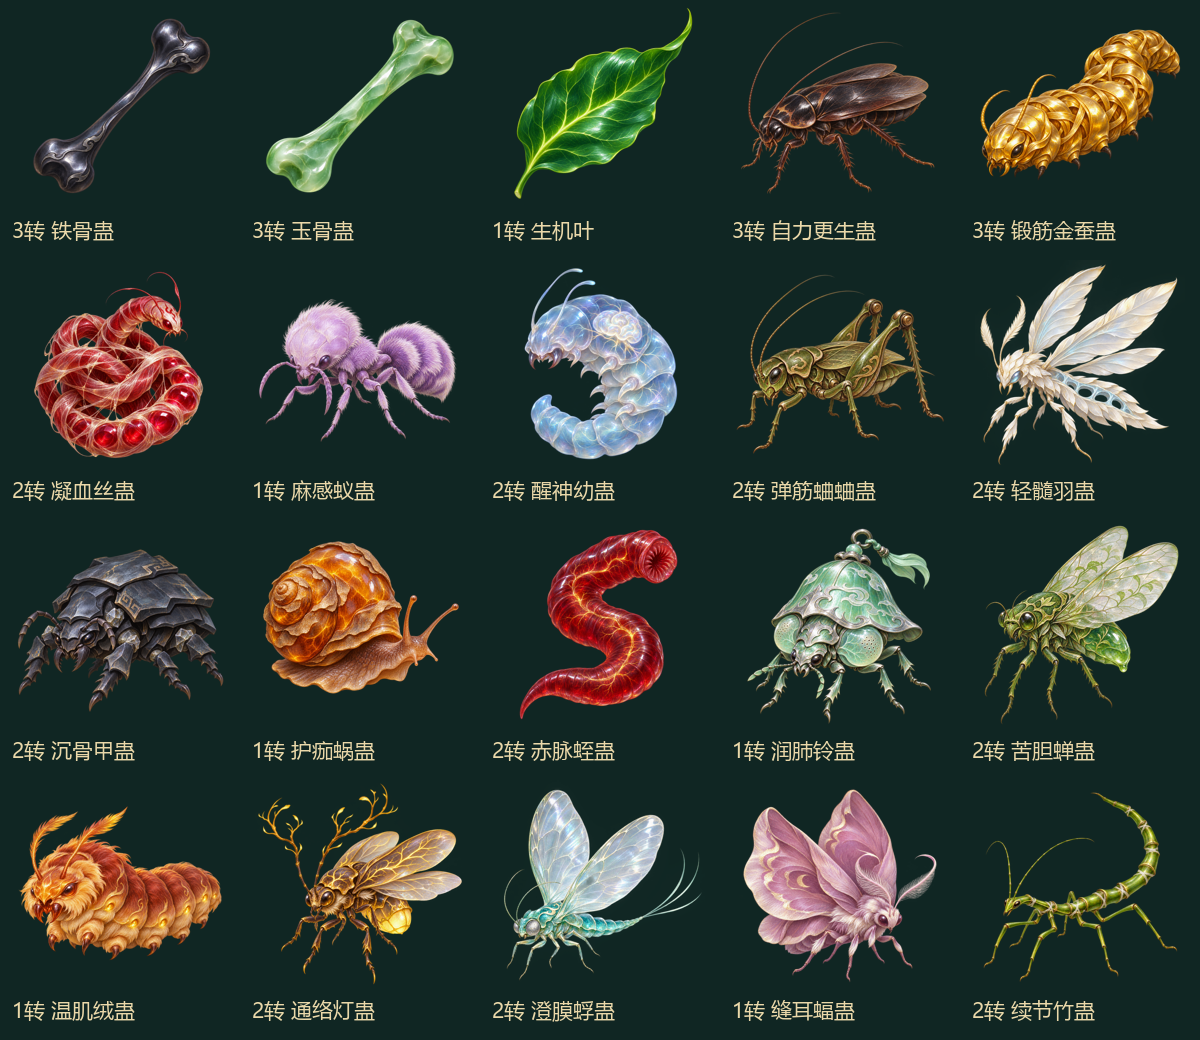 3转 铁骨蛊
3转 玉骨蛊
1转 生机叶
3转 自力更生蛊
3转 锻筋金蚕蛊
2转 凝血丝蛊
1转 麻感蚁蛊
2转 醒神幼蛊
2转 弹筋蛐蛐蛊
2转 轻髓羽蛊
2转 沉骨甲蛊
1转 护痂蜗蛊
2转 赤脉蛭蛊
1转 润肺铃蛊
2转 苦胆蝉蛊
1转 温肌绒蛊
2转 通络灯蛊
2转 澄膜蜉蛊
1转 缝耳蝠蛊
2转 续节竹蛊